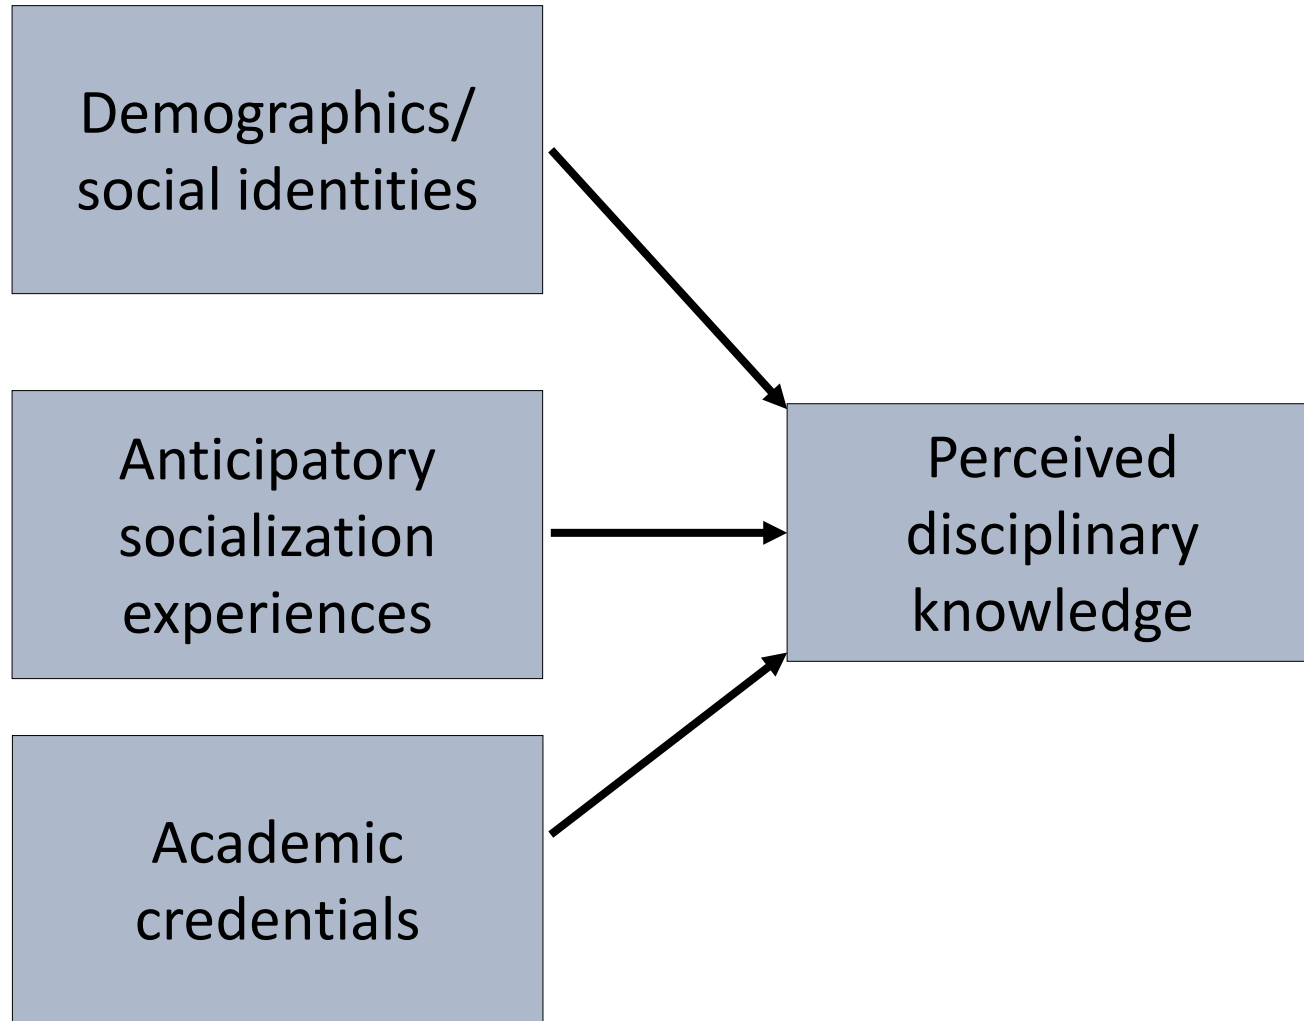 Demographics/
social identities
Anticipatory
socialization
experiences
Perceived
disciplinary
knowledge
Academic
credentials